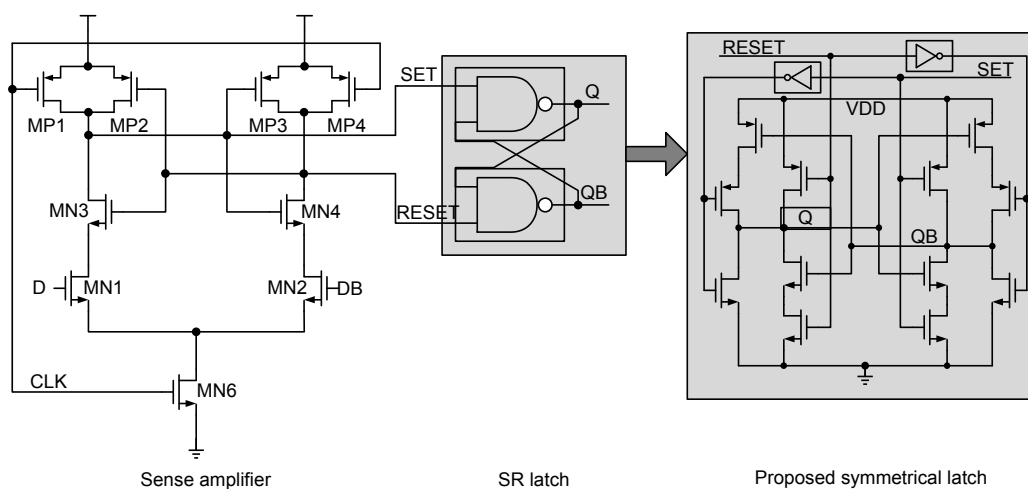 SET
Q
MP1
MP2
MP3
MP4
MN3
MN4
RESET
QB
D
MN1
MN2
DB
CLK
MN6
RESET
SET
VDD
Q
QB
Sense amplifier
SR latch
Proposed symmetrical latch